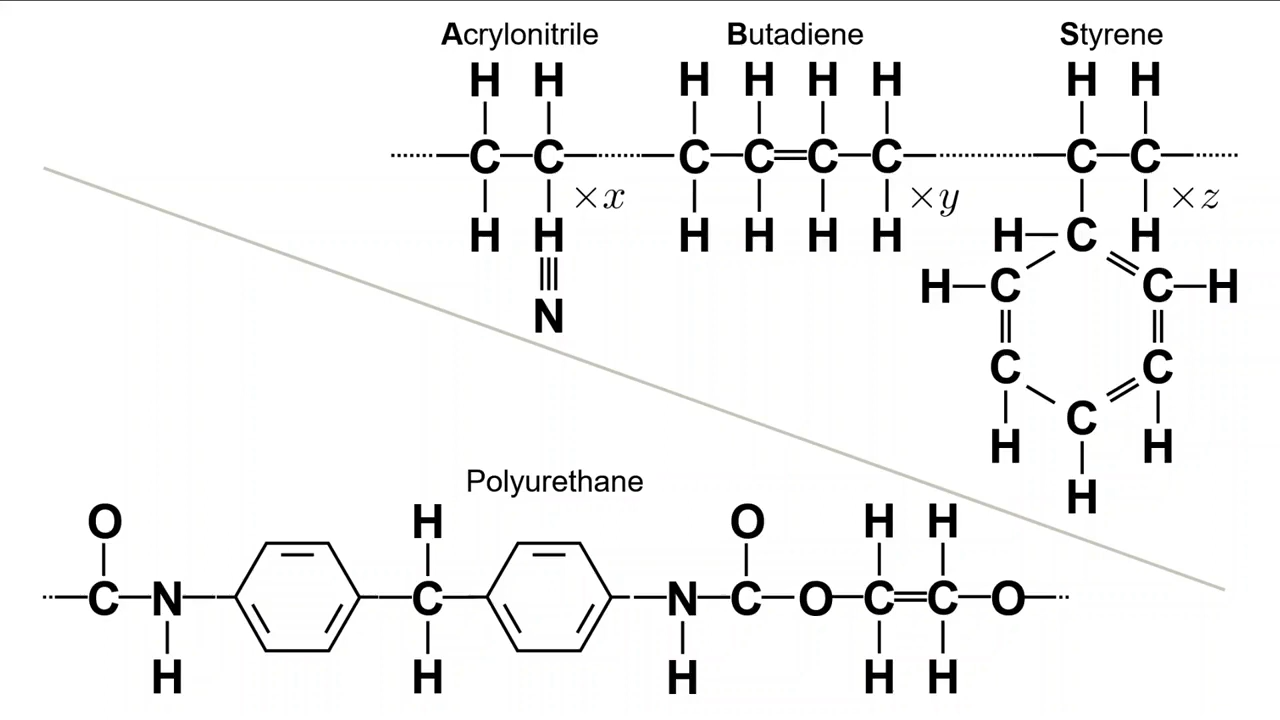 Acrylonitrile Butadiene Styrene
H H H H H H H H
C C C C C C C C
×x ×y ×z
H H H H H H H C H
N
H C C H
C C
H C H
H
Polyurethane
O H O H H
C N C N C O C C O
H H H H H